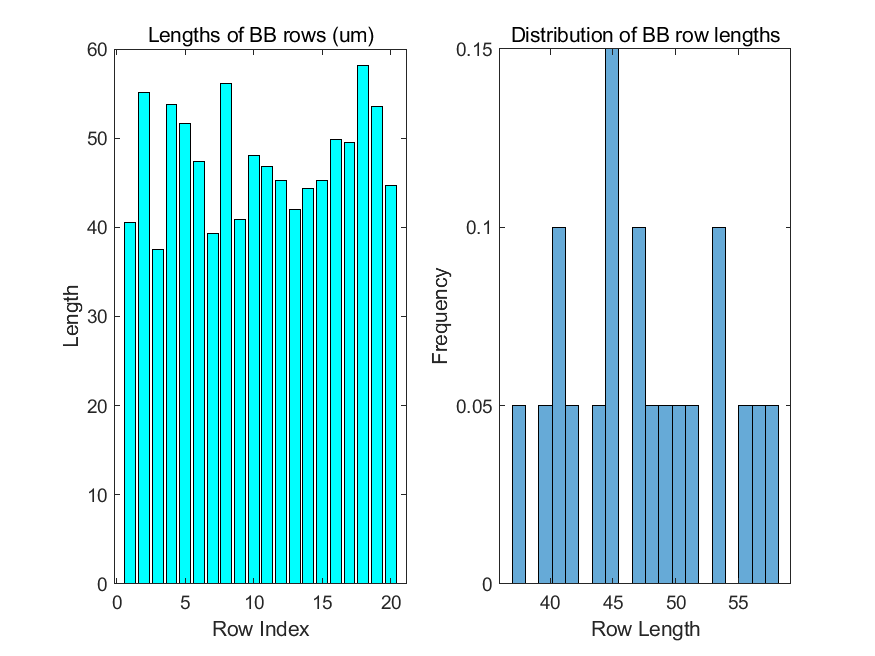 Lengths of BB rows (um)
60
50
40
30
20
10
0
Length
0 5 10 15 20
Row Index
Distribution of BB row lengths
0.15
0.1
0.05
0
Frequency
40 45 50 55
Row Length